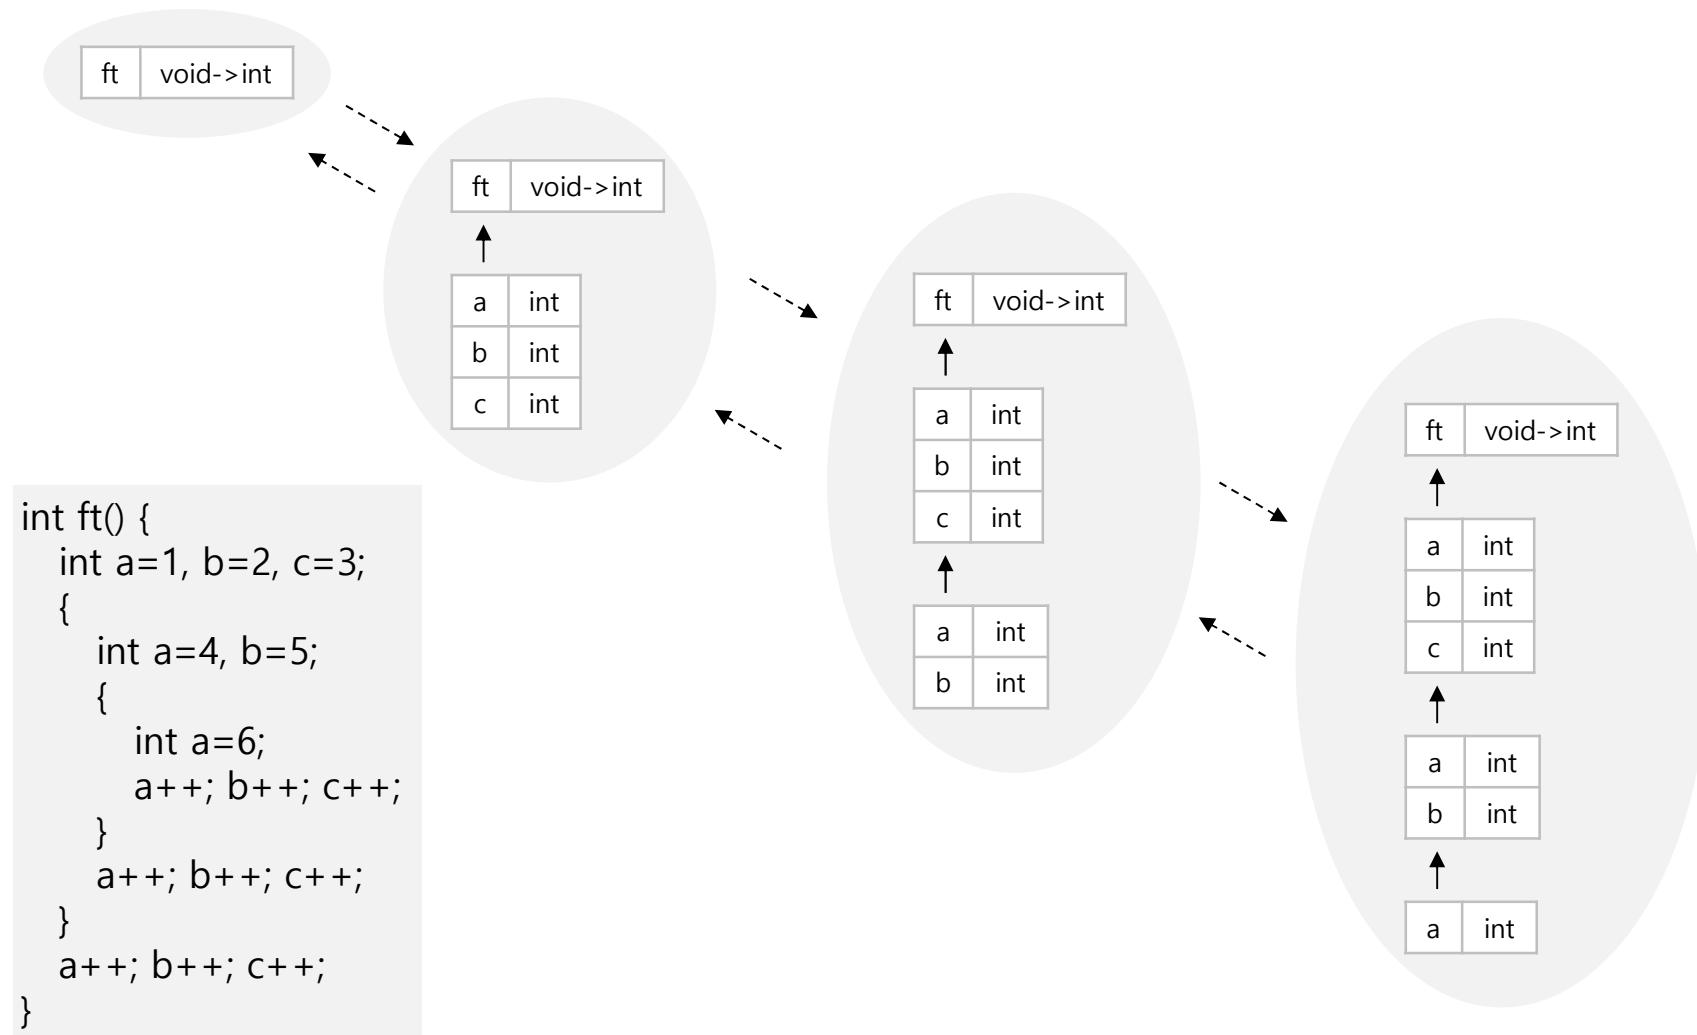 ft void->int
ft void->int
a int
b int
c int
ft void->int
a int
b int
c int
a int
b int
ft void->int
a int
b int
c int
a int
b int
a int
int ft() {
int a=1, b=2, c=3;
{
int a=4, b=5;
{
int a=6;
a++; b++; c++;
}
a++; b++; c++;
}
a++; b++; c++;
}